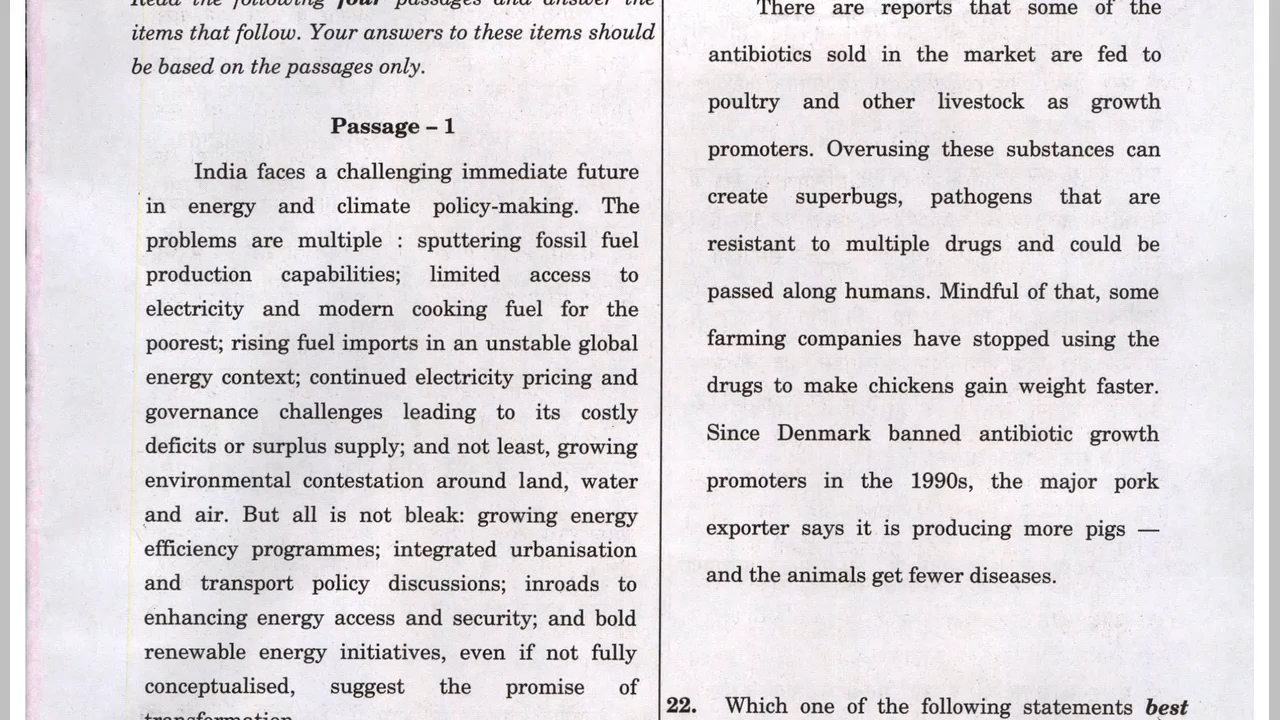 Read the following four passages and answer the
items that follow. Your answers to these items should
be based on the passages only.
Passage – 1
India faces a challenging immediate future
in energy and climate policy-making. The
problems are multiple : sputtering fossil fuel
production capabilities; limited access to
electricity and modern cooking fuel for the
poorest; rising fuel imports in an unstable global
energy context; continued electricity pricing and
governance challenges leading to its costly
deficits or surplus supply; and not least, growing
environmental contestation around land, water
and air. But all is not bleak: growing energy
efficiency programmes; integrated urbanisation
and transport policy discussions; inroads to
enhancing energy access and security; and bold
renewable energy initiatives, even if not fully
conceptualised, suggest the promise of
transformation.
There are reports that some of the
antibiotics sold in the market are fed to
poultry and other livestock as growth
promoters. Overusing these substances can
create superbugs, pathogens that are
resistant to multiple drugs and could be
passed along humans. Mindful of that, some
farming companies have stopped using the
drugs to make chickens gain weight faster.
Since Denmark banned antibiotic growth
promoters in the 1990s, the major pork
exporter says it is producing more pigs —
and the animals get fewer diseases.
22. Which one of the following statements best